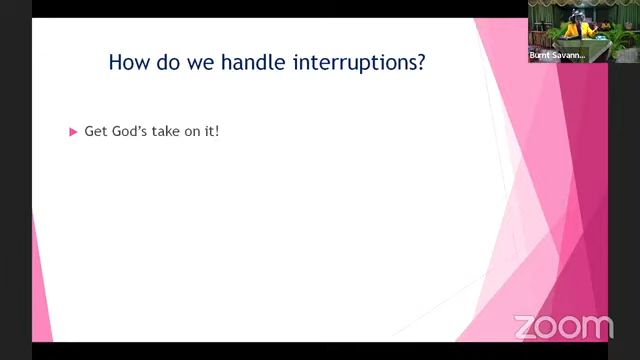 How do we handle interruptions?
Get God's take on it!
Burnt Savann...
zoom